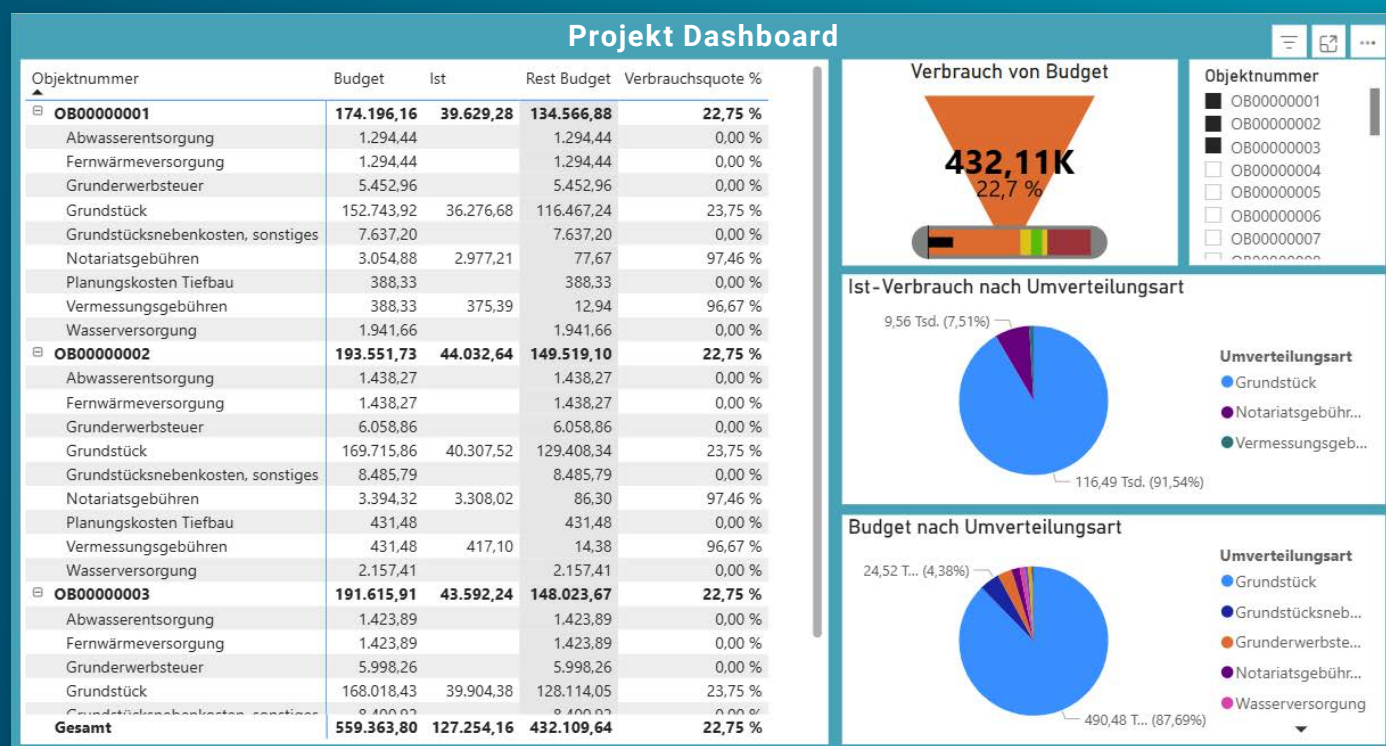 Projekt Dashboard
Objektnummer Budget Ist Rest Budget Verbrauchsquote %
OB00000001 174.196,16 39.629,28 134.566,88 22,75 %
Abwasserentsorgung 1.294,44 1.294,44 0,00 %
Fernwärmeversorgung 1.294,44 1.294,44 0,00 %
Grunderwerbsteuer 5.452,96 5.452,96 0,00 %
Grundstück 152.743,92 36.276,68 116.467,24 23,75 %
Grundstücksnebenkosten, sonstiges 7.637,20 7.637,20 0,00 %
Notariatsgebühren 3.054,88 2.977,21 77,67 97,46 %
Planungskosten Tiefbau 388,33 388,33 0,00 %
Vermessungsgebühren 388,33 375,39 12,94 96,67 %
Wasserversorgung 1.941,66 1.941,66 0,00 %
OB00000002 193.551,73 44.032,64 149.519,10 22,75 %
Abwasserentsorgung 1.438,27 1.438,27 0,00 %
Fernwärmeversorgung 1.438,27 1.438,27 0,00 %
Grunderwerbsteuer 6.058,86 6.058,86 0,00 %
Grundstück 169.715,86 40.307,52 129.408,34 23,75 %
Grundstücksnebenkosten, sonstiges 8.485,79 8.485,79 0,00 %
Notariatsgebühren 3.394,32 3.308,02 86,30 97,46 %
Planungskosten Tiefbau 431,48 431,48 0,00 %
Vermessungsgebühren 431,48 417,10 14,38 96,67 %
Wasserversorgung 2.157,41 2.157,41 0,00 %
OB00000003 191.615,91 43.592,24 148.023,67 22,75 %
Abwasserentsorgung 1.423,89 1.423,89 0,00 %
Fernwärmeversorgung 1.423,89 1.423,89 0,00 %
Grunderwerbsteuer 5.998,26 5.998,26 0,00 %
Grundstück 168.018,43 39.904,38 128.114,05 23,75 %
Gesamt 559.363,80 127.254,16 432.109,64 22,75 %
Verbrauch von Budget
432,11K
22,7 %
Objektnummer
OB00000001
OB00000002
OB00000003
OB00000004
OB00000005
OB00000006
OB00000007
Ist-Verbrauch nach Umverteilungsart
9,56 Tsd. (7,51%)
116,49 Tsd. (91,54%)
Umverteilungsart
Grundstück
Notariatsgebühr...
Vermessungsgeb...
Budget nach Umverteilungsart
24,52 T... (4,38%)
490,48 T... (87,69%)
Umverteilungsart
Grundstück
Grundstücksneb...
Grunderwerbste...
Notariatsgebühr...
Wasserversorgung